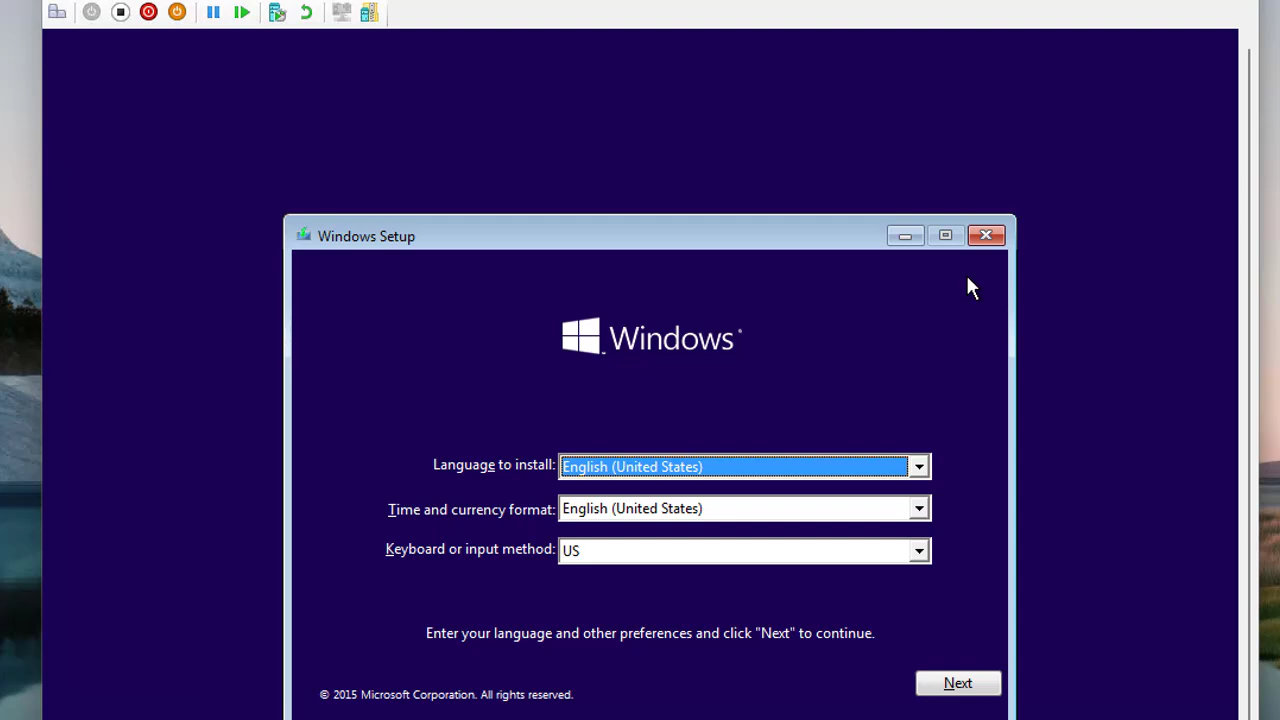 Windows Setup
Windows
Language to install: English (United States)
Time and currency format: English (United States)
Keyboard or input method: US
Enter your language and other preferences and click "Next" to continue.
Next
© 2015 Microsoft Corporation. All rights reserved.